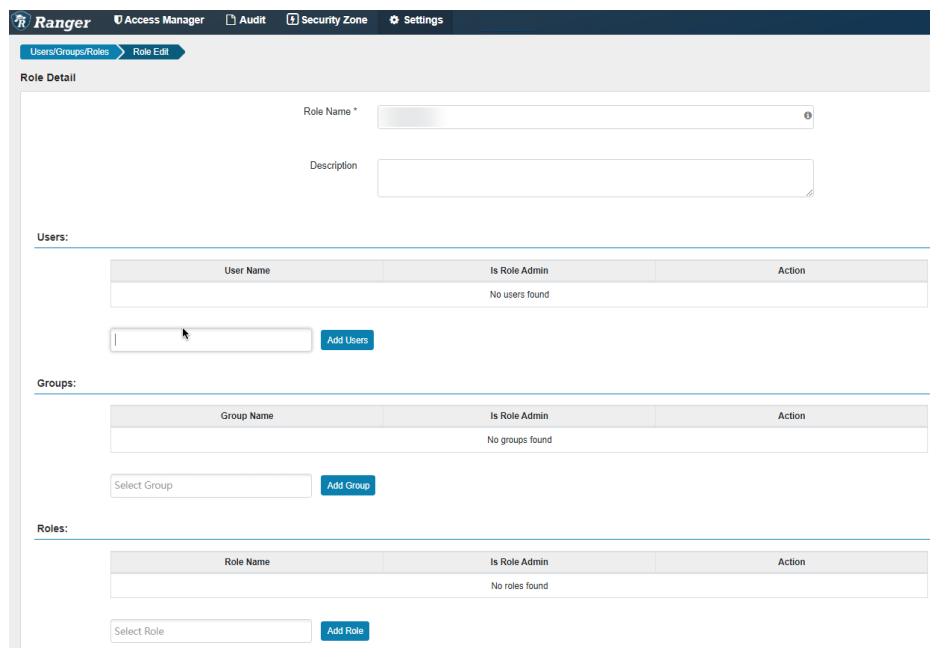 Ranger Access Manager Audit Security Zone Settings
Users/Groups/Roles Role Edit
Role Detail
Role Name *
Description
Users:
User Name Is Role Admin Action
No users found
Add Users
Groups:
Group Name Is Role Admin Action
No groups found
Select Group Add Group
Roles:
Role Name Is Role Admin Action
No roles found
Select Role Add Role